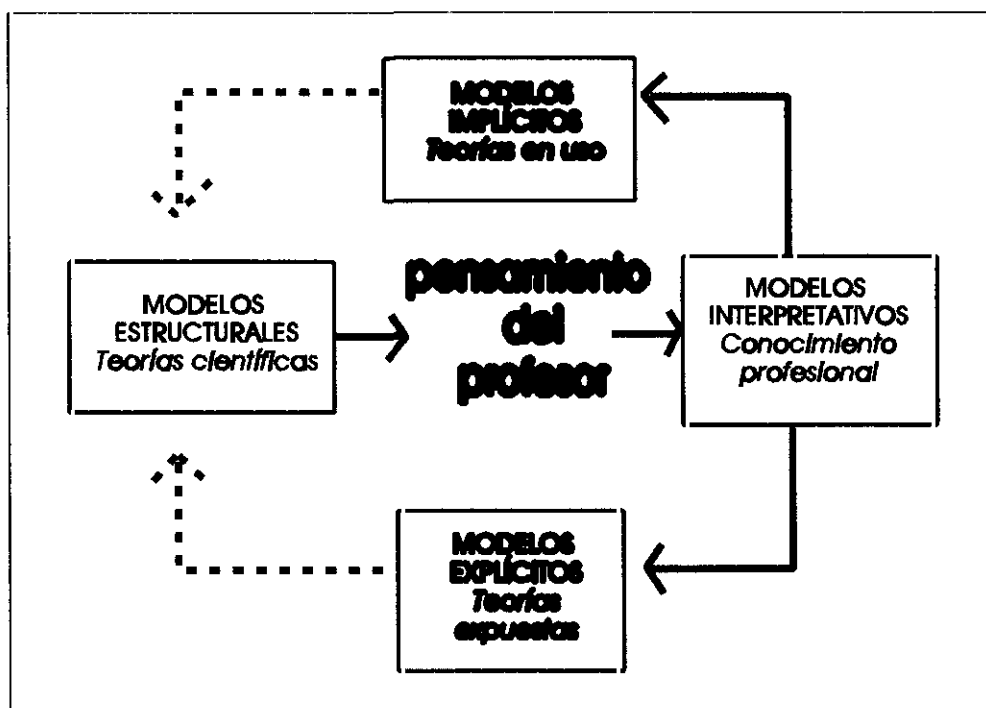 MODELOS
IMPLÍCITOS
Teorías en uso
MODELOS
ESTRUCTURALES
Teorías científicas
pensamiento
del
profesor
MODELOS
INTERPRETATIVOS
Conocimiento
profesional
MODELOS
EXPLÍCITOS
Teorías
expuestas